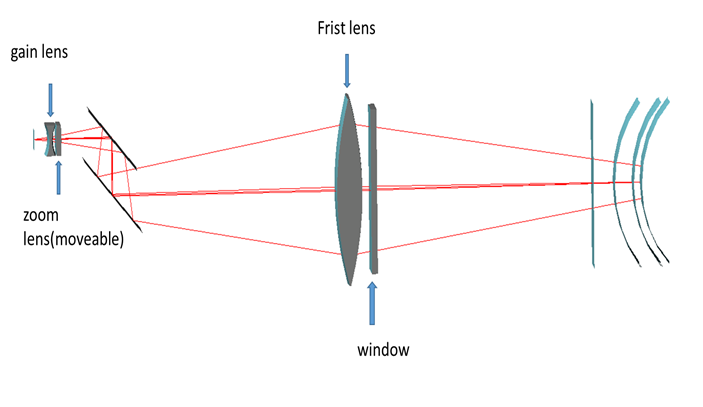 Frist lens
gain lens
zoom
lens(moveable)
window